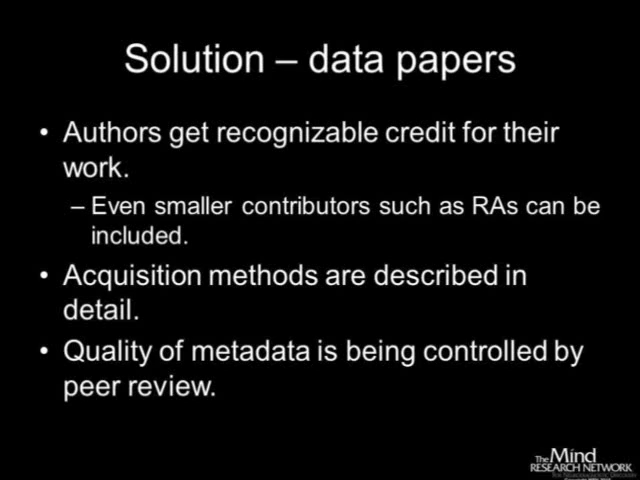 Solution – data papers
• Authors get recognizable credit for their
work.
– Even smaller contributors such as RAs can be
included.
• Acquisition methods are described in
detail.
• Quality of metadata is being controlled by
peer review.
The Mind
RESEARCH NETWORK